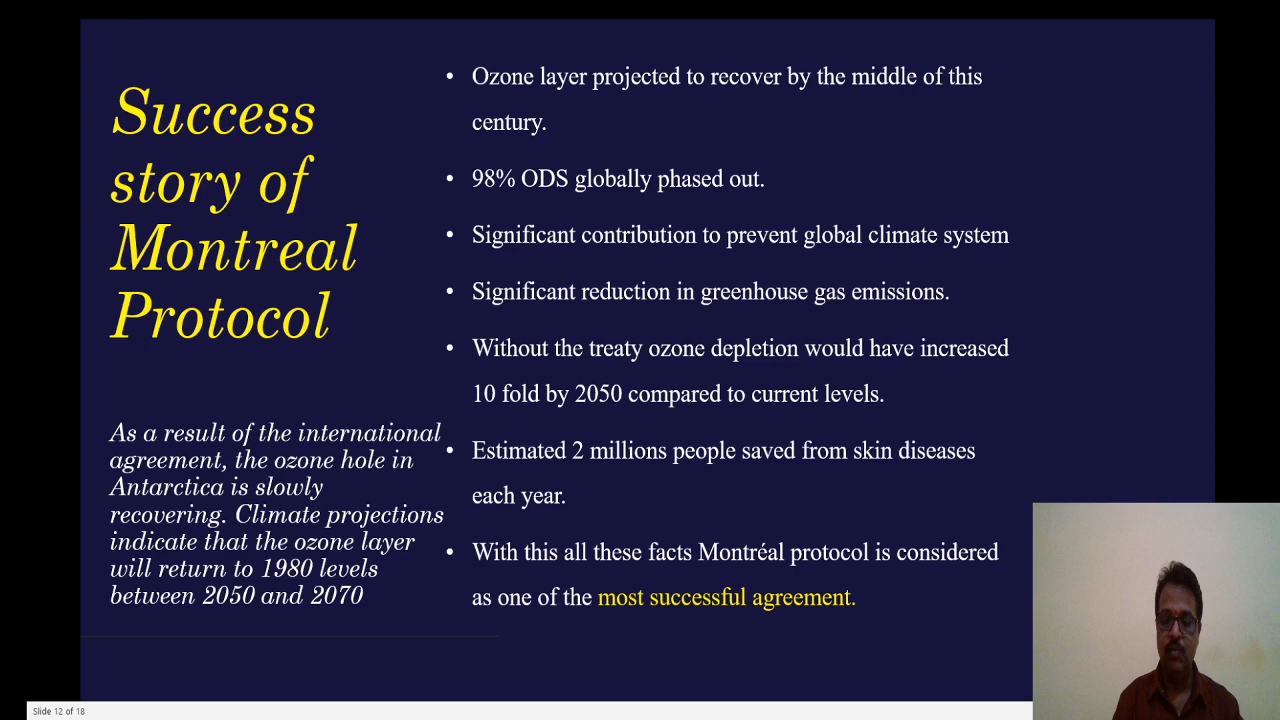 Success
story of
Montreal
Protocol
As a result of the international
agreement, the ozone hole in
Antarctica is slowly
recovering. Climate projections
indicate that the ozone layer
will return to 1980 levels
between 2050 and 2070
• Ozone layer projected to recover by the middle of this
century.
• 98% ODS globally phased out.
• Significant contribution to prevent global climate system
• Significant reduction in greenhouse gas emissions.
• Without the treaty ozone depletion would have increased
10 fold by 2050 compared to current levels.
• Estimated 2 millions people saved from skin diseases
each year.
• With this all these facts Montréal protocol is considered
as one of the most successful agreement.
Slide 12 of 18